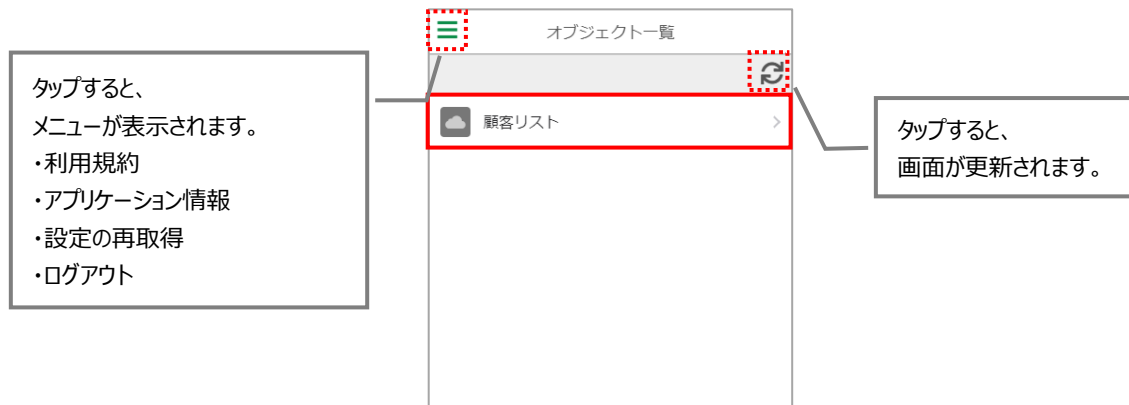 オブジェクト一覧
タップすると、
メニューが表示されます。
・利用規約
・アプリケーション情報
・設定の再取得
・ログアウト
顧客リスト
タップすると、
画面が更新されます。